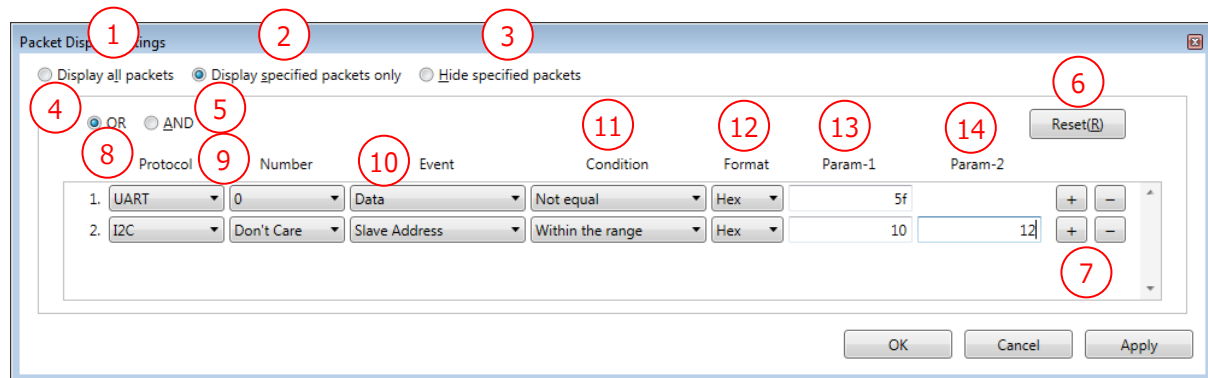 1 2 3
Packet Disp ings
Display all packets Display specified packets only Hide specified packets
4 5 6
OR AND Reset(R)
8 9 10 11 12 13 14
Protocol Number Event Condition Format Param-1 Param-2
1. UART 0 Data Not equal Hex 5f + −
2. I2C Don't Care Slave Address Within the range Hex 10 12 + −
7
OK Cancel Apply